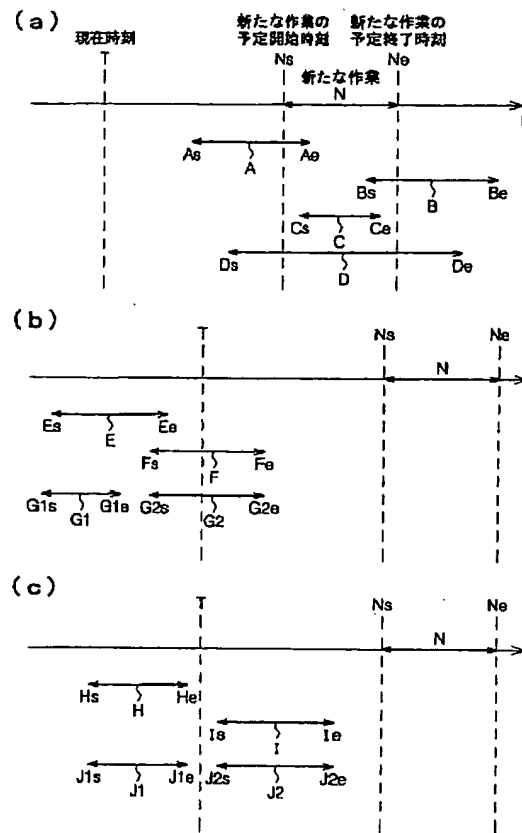 (a)
現在時刻
新たな作業の
予定開始時刻
新たな作業の
予定終了時刻
T
Ns
Ne
新たな作業
N
As
Ae
A
Bs
Be
B
Cs
Ce
C
Ds
De
D
(b)
T
Ns
Ne
N
Es
Ee
E
Fs
Fe
F
G1s
G1e
G2s
G2e
G1
G2
(c)
T
Ns
Ne
N
Hs
He
H
Is
Ie
I
J1s
J1e
J2s
J2e
J1
J2